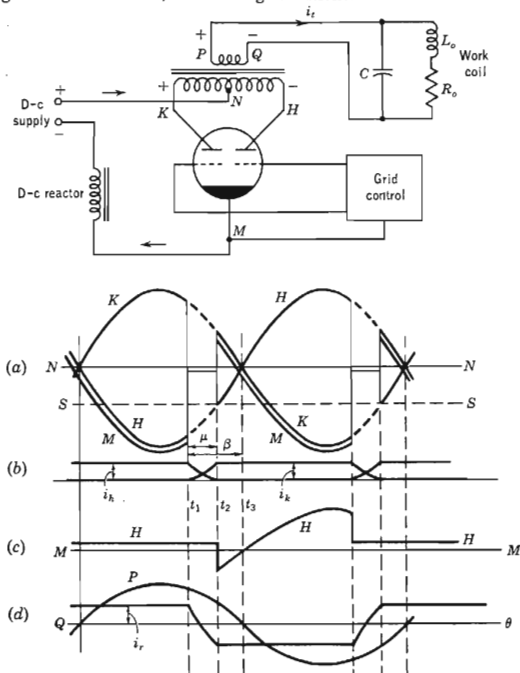 i_t
+ −
P Q
L_o
Work
coil
C
R_o
+ −
N
K H
D-c
supply
+
−
D-c reactor
Grid
control
M
K H
(a) N N
S S
H K
M M
μ β
(b) i_h i_k
t_1 t_2 t_3
H H
(c) M H M
P
(d) Q θ
i_r